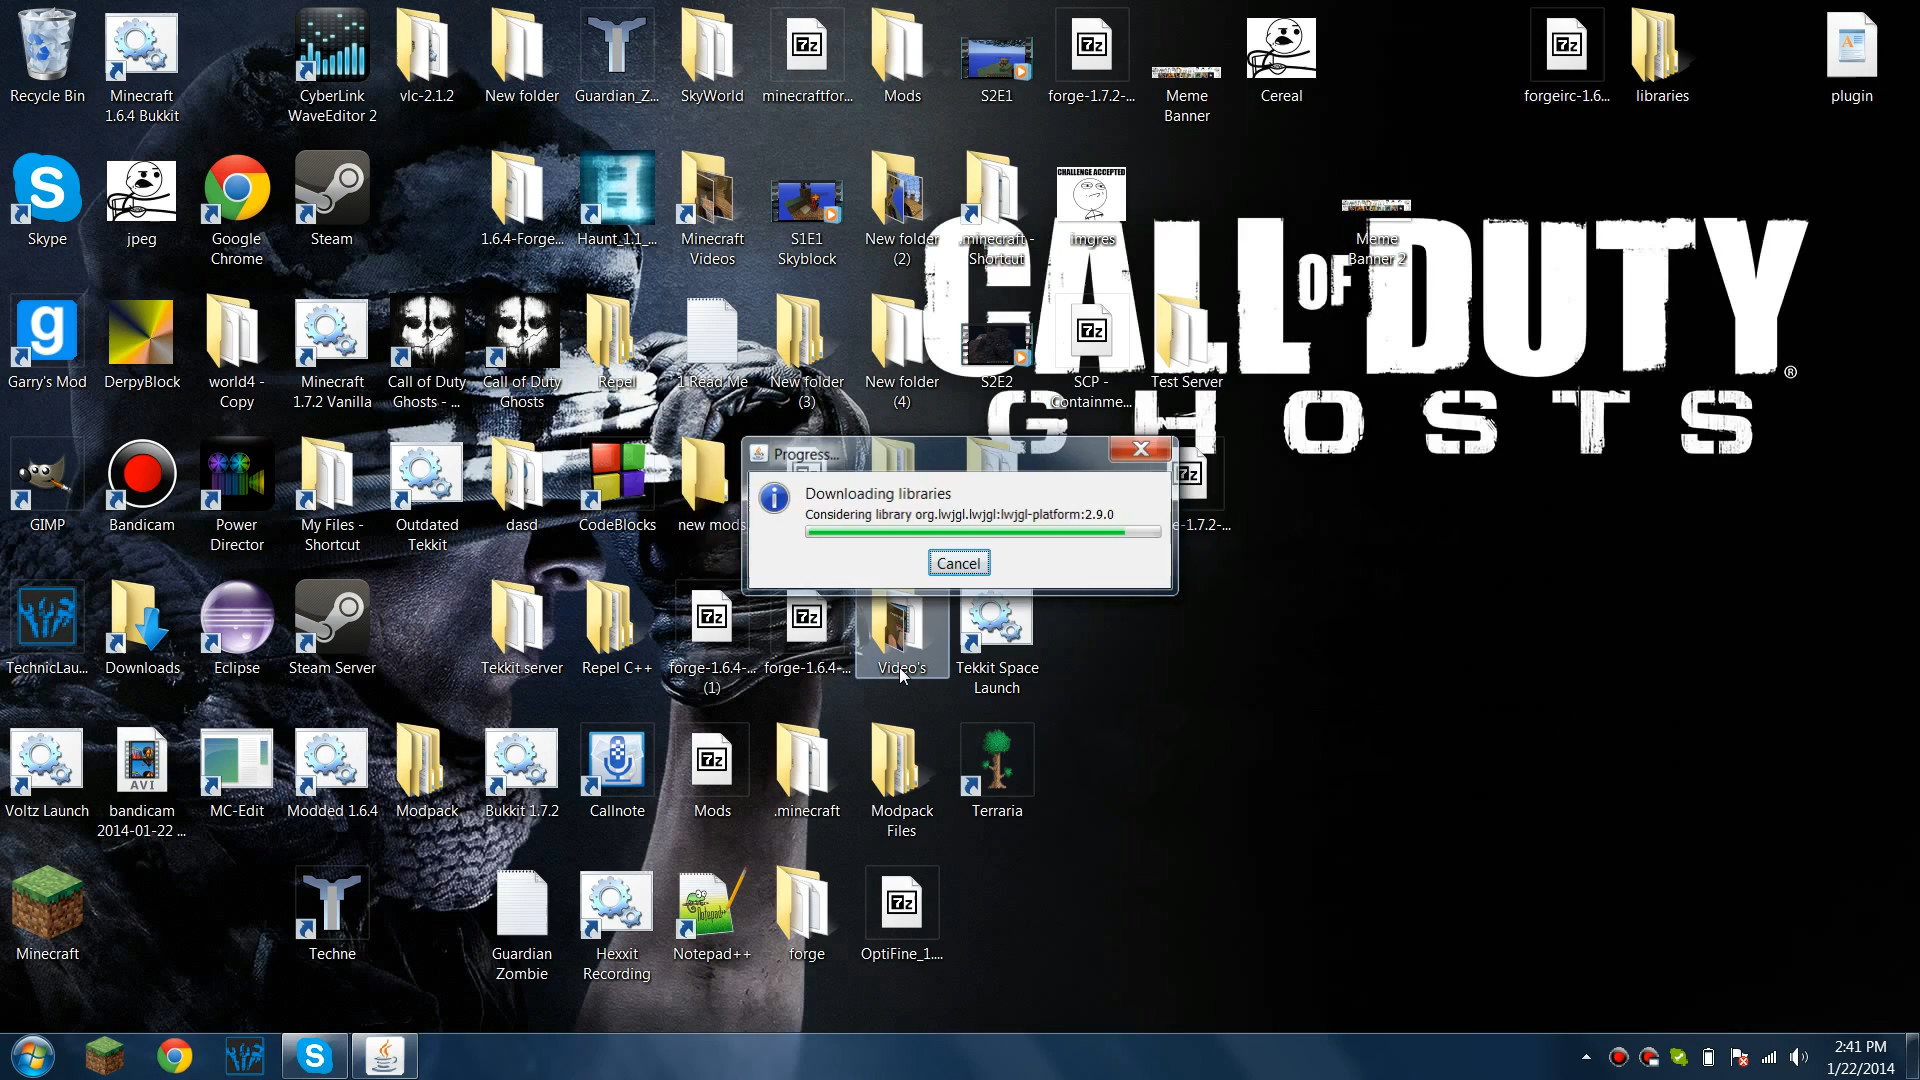 Recycle Bin
Minecraft
1.6.4 Bukkit
CyberLink
WaveEditor 2
vlc-2.1.2
New folder
Guardian_Z...
SkyWorld
minecraftfor...
Mods
S2E1
forge-1.7.2-...
Meme
Banner
Cereal
forgeirc-1.6...
libraries
plugin
Skype
jpeg
Google
Chrome
Steam
1.6.4-Forge...
Haunt_1.1_...
Minecraft
Videos
S1E1
Skyblock
New folder
(2)
.minecraft -
Shortcut
CHALLENGE ACCEPTED
imgres
Meme
Banner 2
CALL OF DUTY®
GHOSTS
Garry's Mod
DerpyBlock
world4 -
Copy
Minecraft
1.7.2 Vanilla
Call of Duty
Ghosts - ...
Call of Duty
Ghosts
Repel
1 Read Me
New folder
(3)
New folder
(4)
S2E2
SCP -
Containme...
Test Server
GIMP
Bandicam
Power
Director
My Files -
Shortcut
Outdated
Tekkit
dasd
CodeBlocks
new mods
Progress...
Downloading libraries
Considering library org.lwjgl.lwjgl:lwjgl-platform:2.9.0
Cancel
e-1.7.2-...
TechnicLau...
Downloads
Eclipse
Steam Server
Tekkit server
Repel C++
forge-1.6.4-...
(1)
forge-1.6.4-...
Video's
Tekkit Space
Launch
Voltz Launch
AVI
bandicam
2014-01-22 ...
MC-Edit
Modded 1.6.4
Modpack
Bukkit 1.7.2
Callnote
Mods
.minecraft
Modpack
Files
Terraria
Minecraft
Techne
Guardian
Zombie
Hexxit
Recording
Notepad++
forge
OptiFine_1....
2:41 PM
1/22/2014